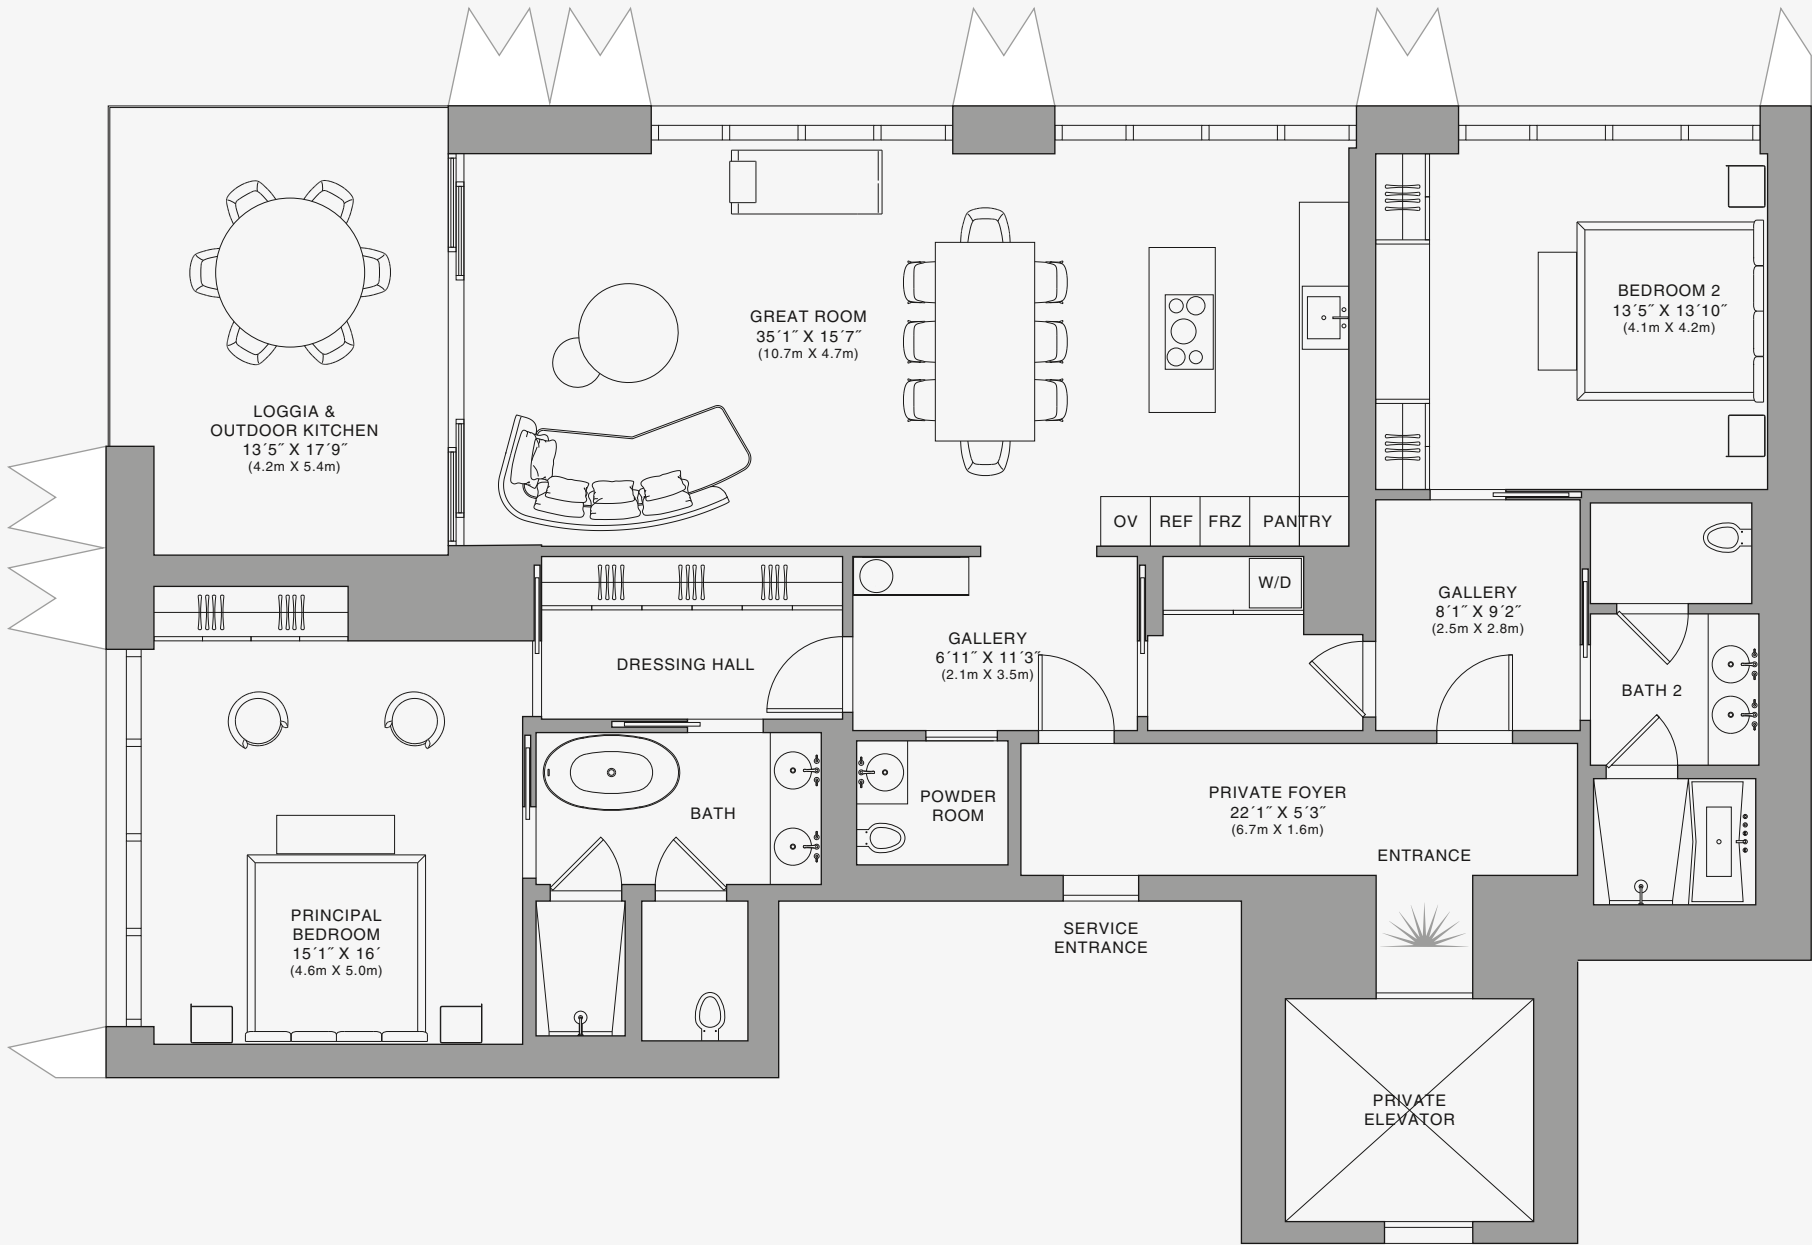 GREAT ROOM
35´1˝ X 15´7˝
(10.7m X 4.7m)
BEDROOM 2
13´5˝ X 13´10˝
(4.1m X 4.2m)
LOGGIA &
OUTDOOR KITCHEN
13´5˝ X 17´9˝
(4.2m X 5.4m)
OV
REF
FRZ
PANTRY
W/D
GALLERY
8´1˝ X 9´2˝
(2.5m X 2.8m)
GALLERY
6´11˝ X 11´3˝
(2.1m X 3.5m)
DRESSING HALL
BATH 2
BATH
POWDER
ROOM
PRIVATE FOYER
22´1˝ X 5´3˝
(6.7m X 1.6m)
ENTRANCE
PRINCIPAL
BEDROOM
15´1˝ X 16´
(4.6m X 5.0m)
SERVICE
ENTRANCE
PRIVATE
ELEVATOR